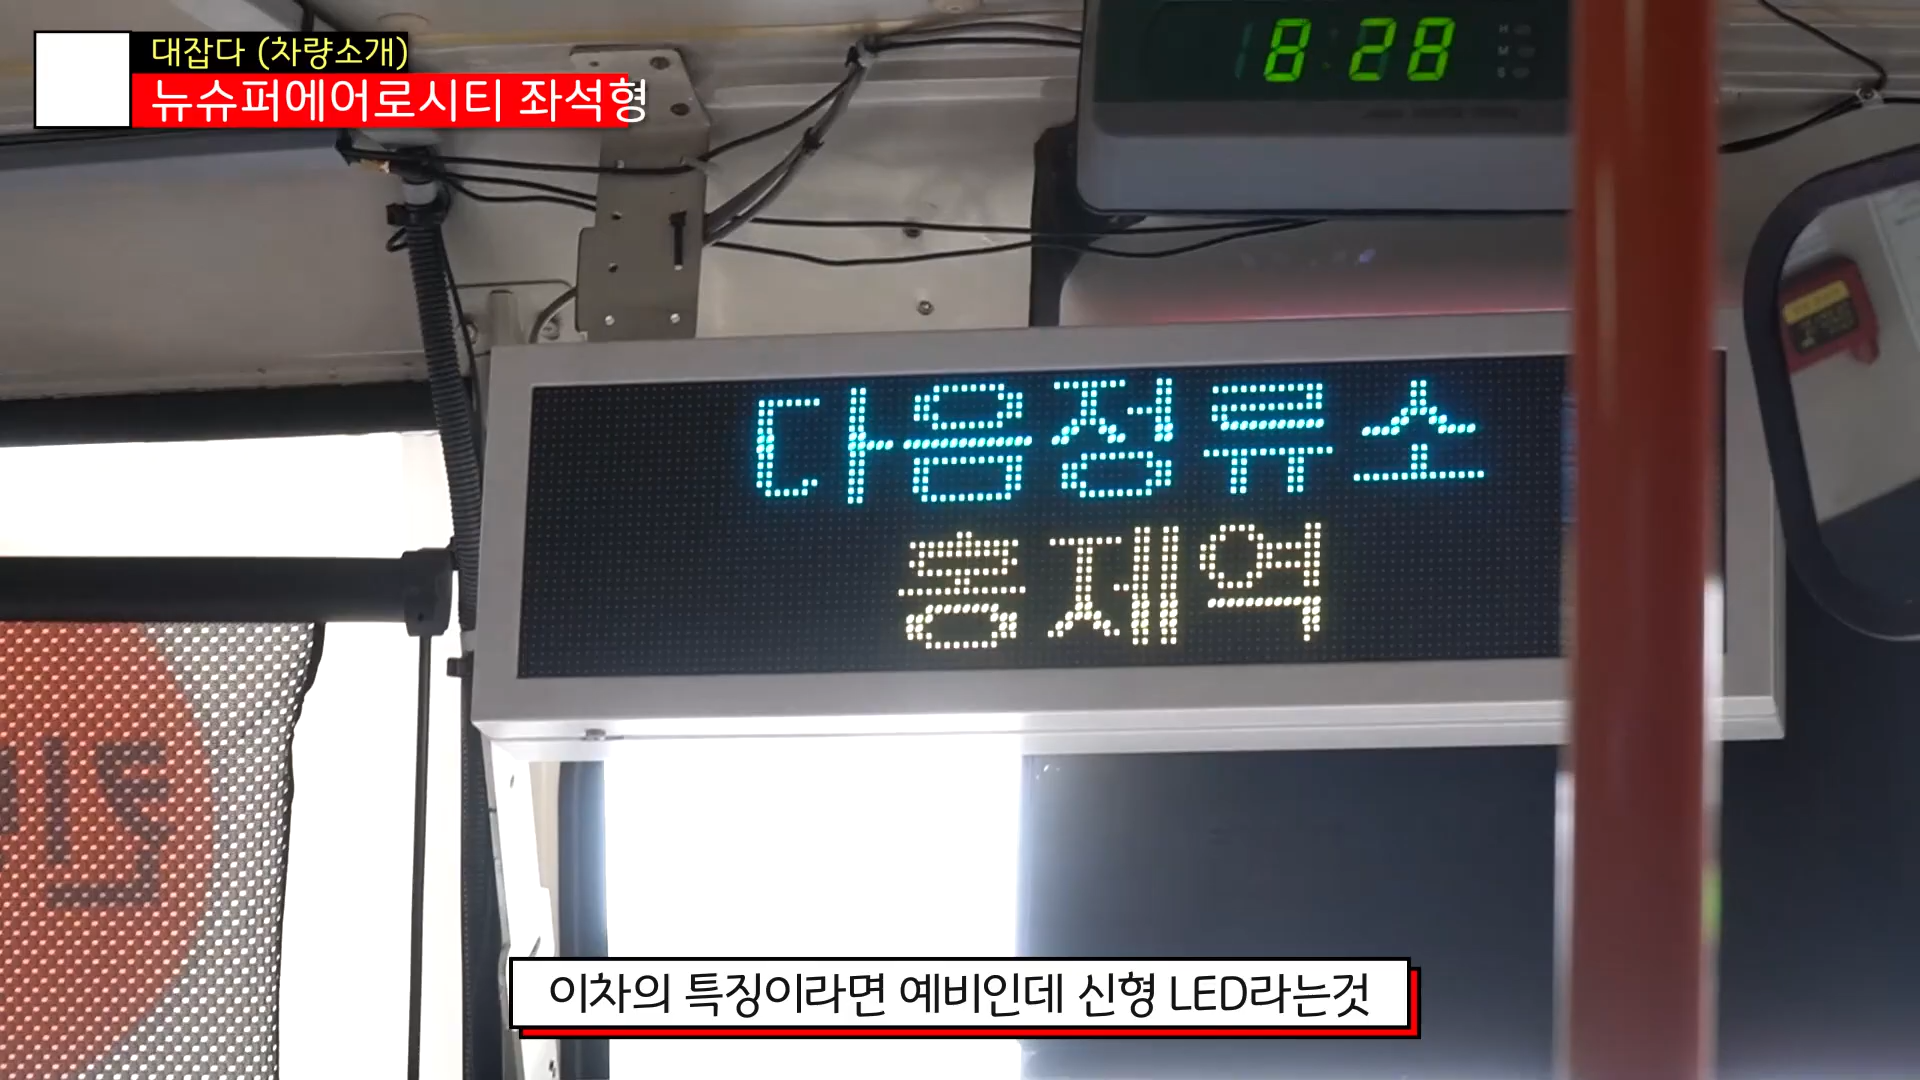 대잡다 (차량소개)
뉴슈퍼에어로시티 좌석형
8:28
다음정류소
홍제역
이차의 특징이라면 예비인데 신형 LED라는것